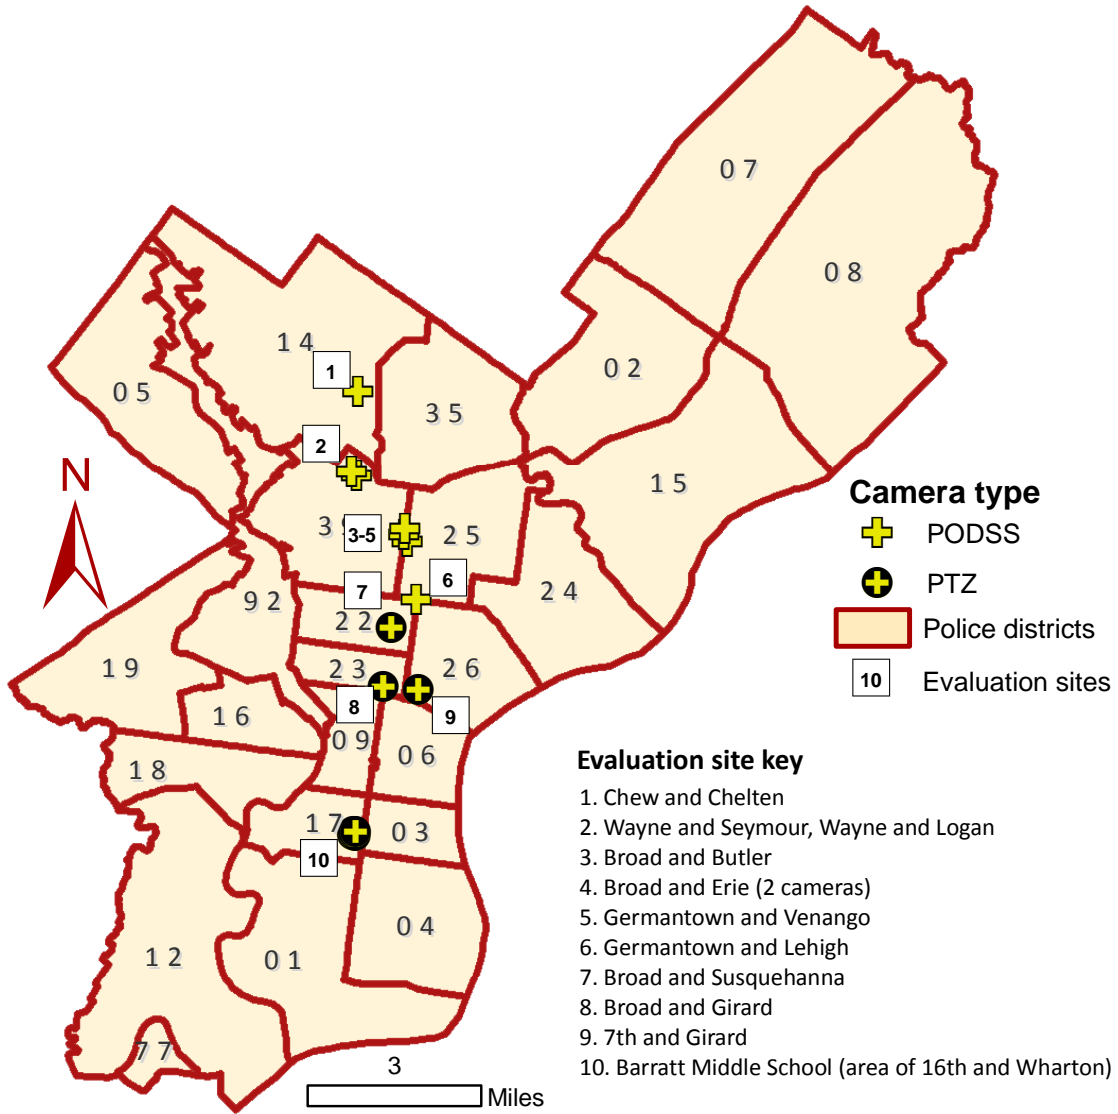 07
08
14
1
02
05
35
2
N
15
Camera type
39
3-5
25
PODSS
6
7
24
PTZ
92
22
Police districts
19
23
26
10
Evaluation sites
16
8
9
09
06
Evaluation site key
18
1. Chew and Chelten
17
03
2. Wayne and Seymour, Wayne and Logan
10
3. Broad and Butler
4. Broad and Erie (2 cameras)
04
5. Germantown and Venango
12
01
6. Germantown and Lehigh
7. Broad and Susquehanna
8. Broad and Girard
77
9. 7th and Girard
3
10. Barratt Middle School (area of 16th and Wharton)
Miles